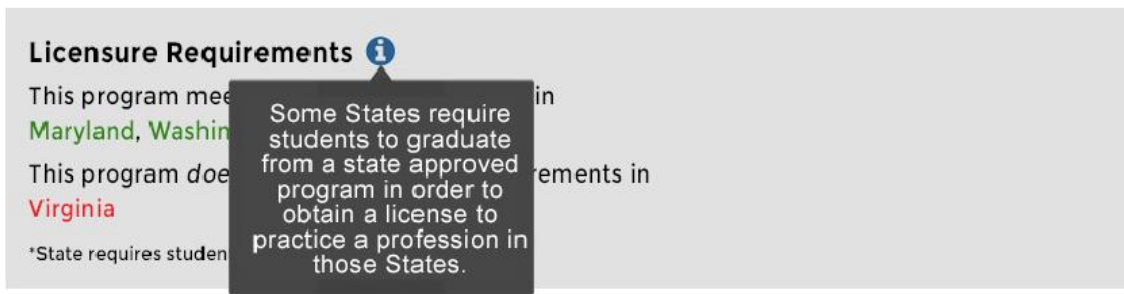 Licensure Requirements
This program mee in
Maryland, Washin
This program doe rements in
Virginia
*State requires studen
Some States require
students to graduate
from a state approved
program in order to
obtain a license to
practice a profession in
those States.